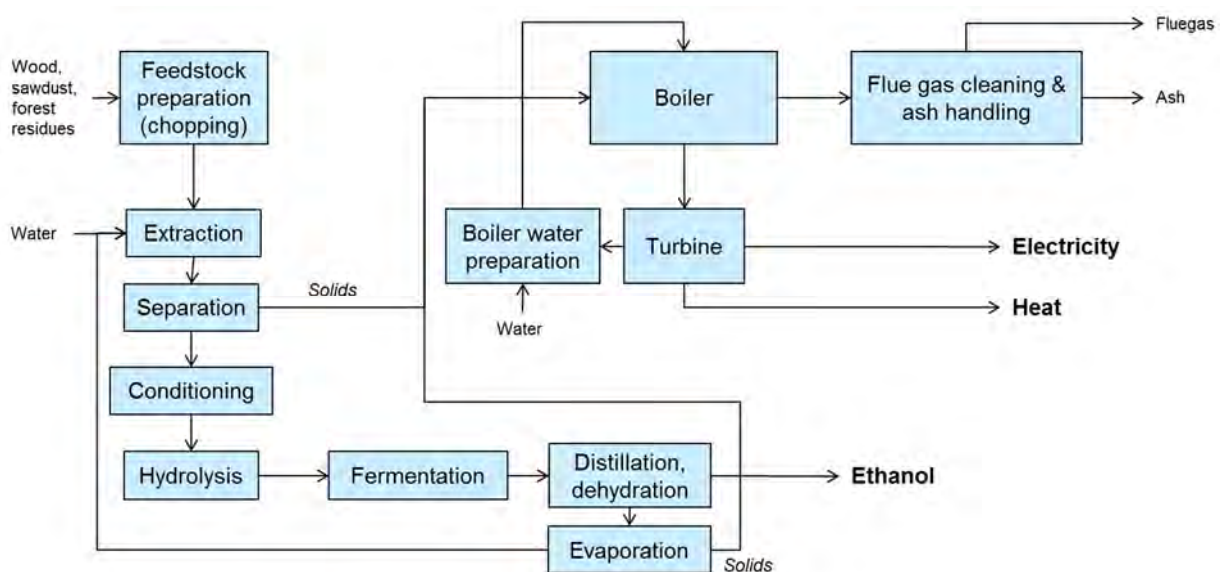 Wood,
sawdust,
forest
residues
Feedstock
preparation
(chopping)
Boiler
Flue gas cleaning &
ash handling
Fluegas
Ash
Water
Extraction
Boiler water
preparation
Turbine
Electricity
Separation
Solids
Heat
Water
Conditioning
Hydrolysis
Fermentation
Distillation,
dehydration
Ethanol
Evaporation
Solids